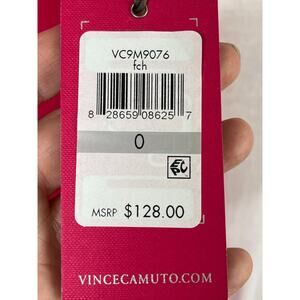 VC9M9076
fch
8 28659 08625 7
0
MSRP $128.00
VINCECAMUTO.COM